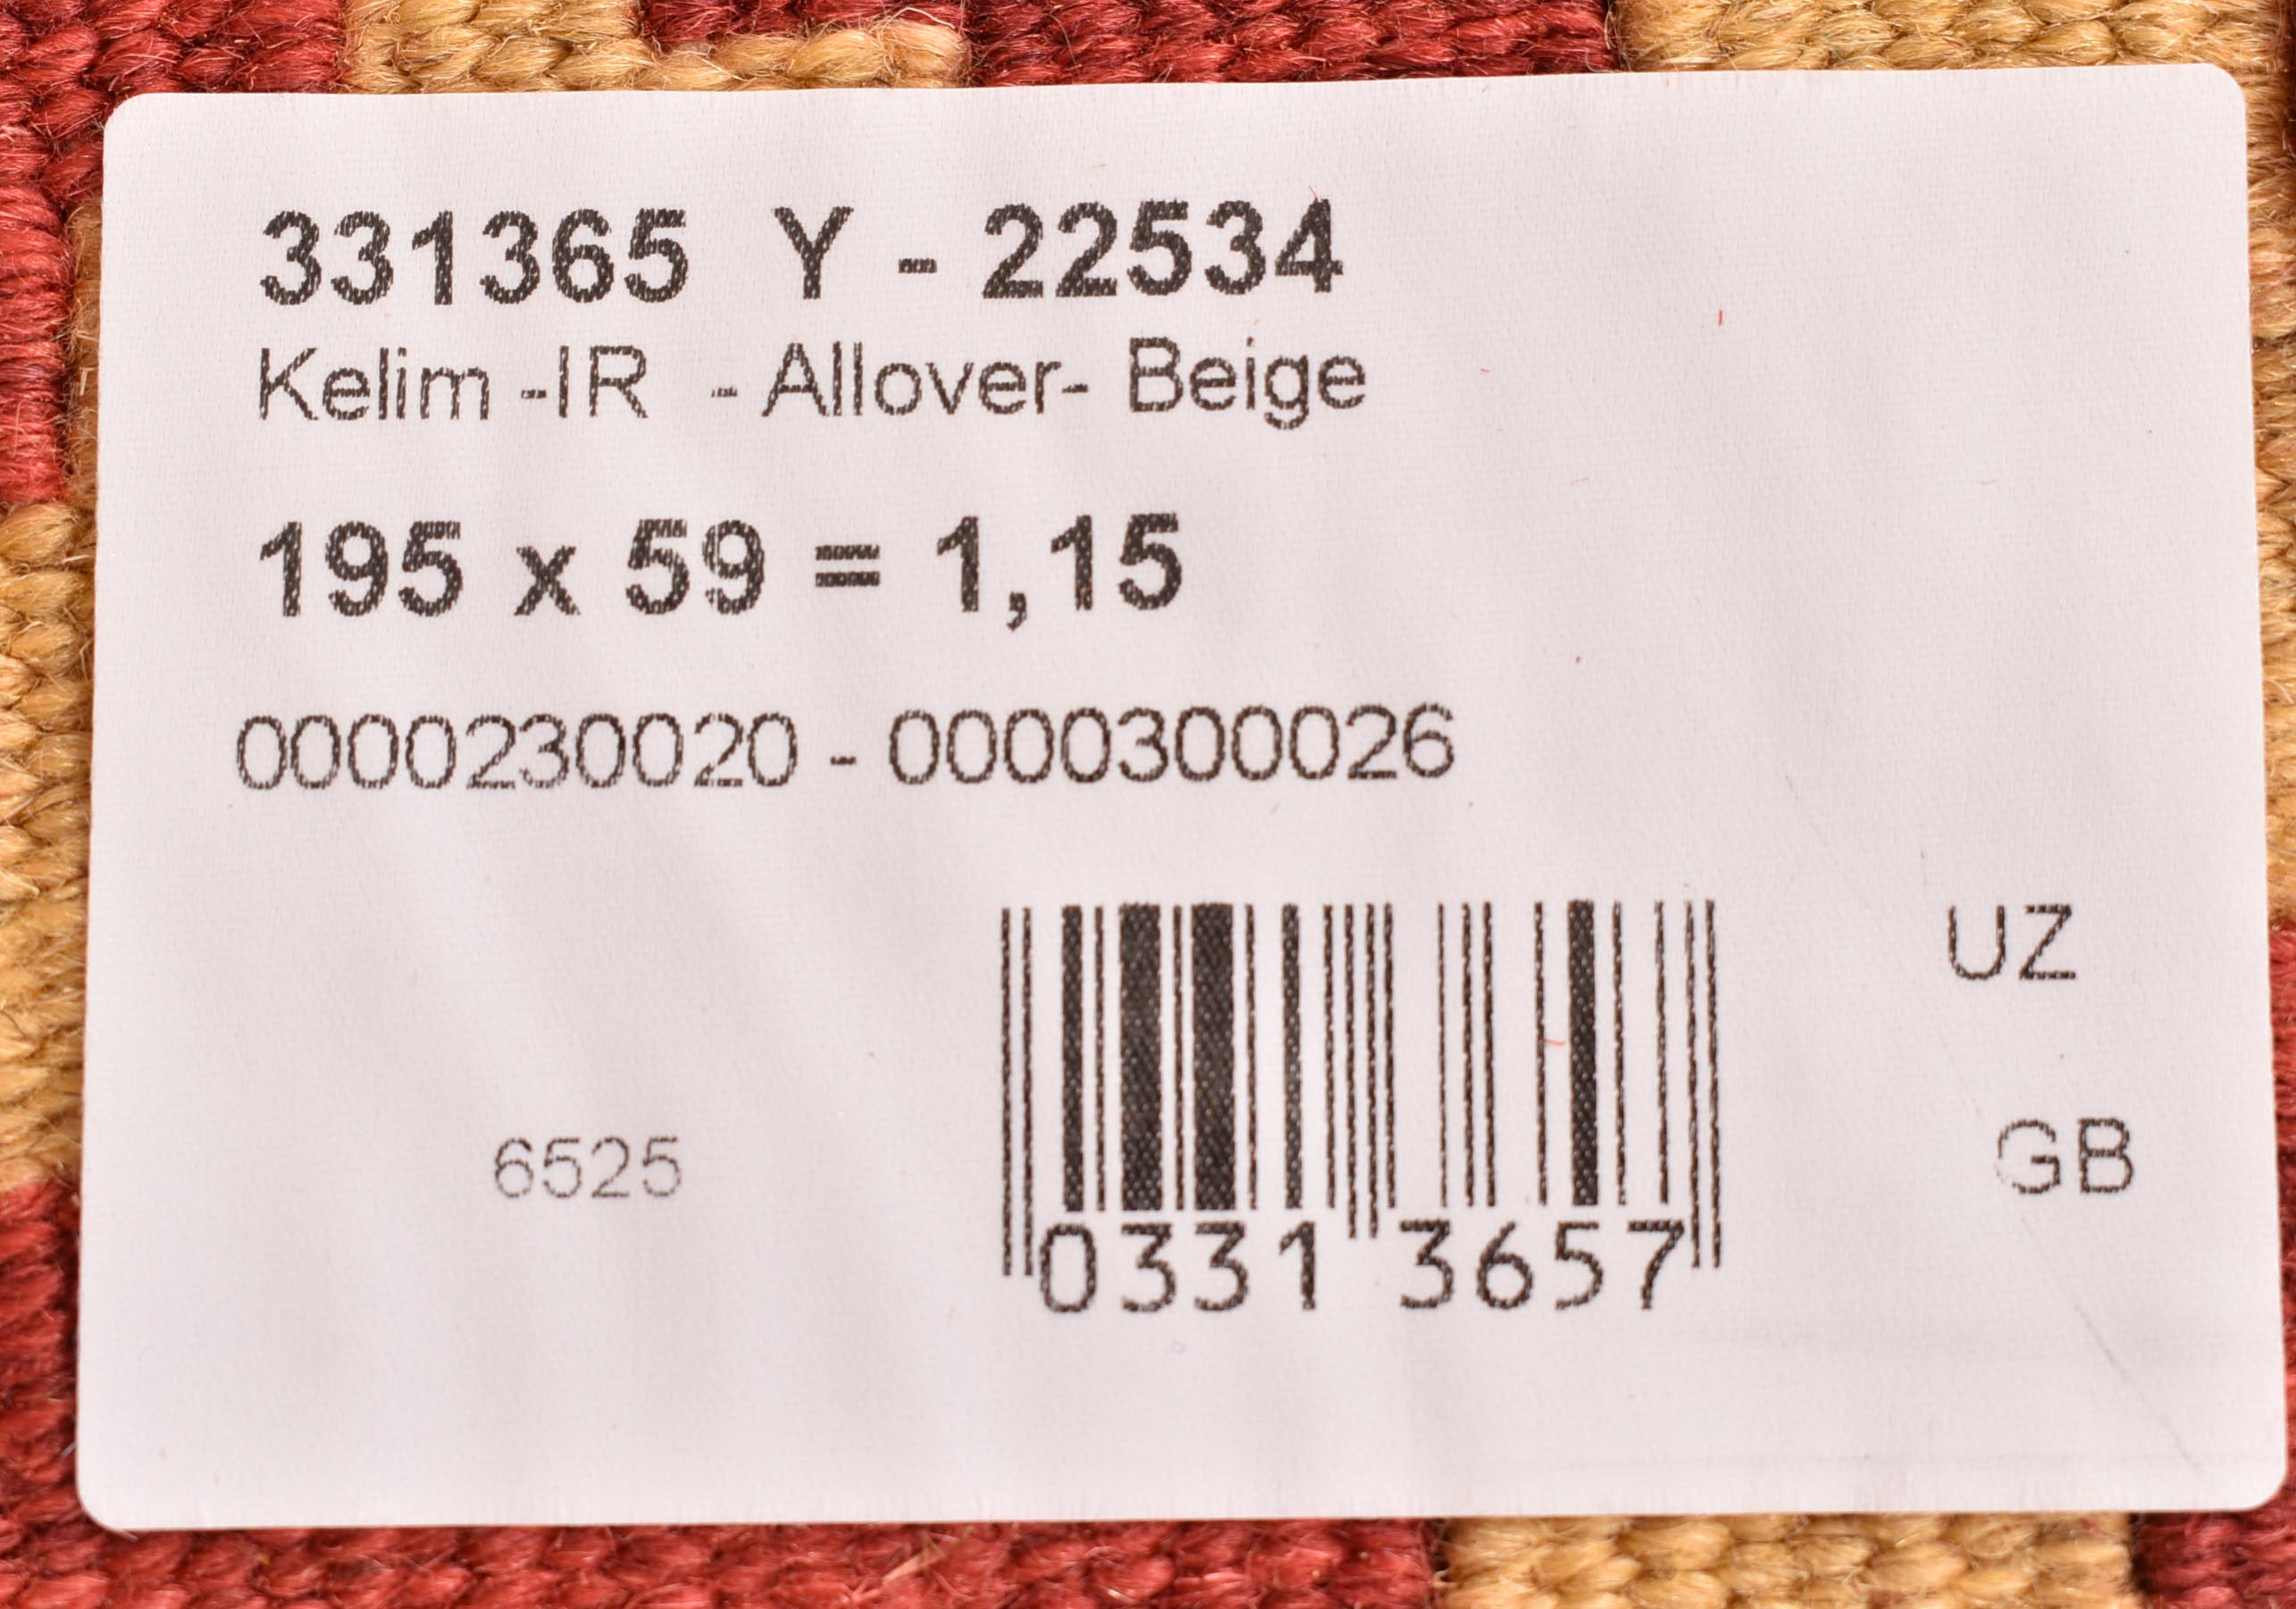 331365 Y - 22534
Kelim -IR - Allover- Beige
195 x 59 = 1,15
0000230020 - 0000300026
UZ
6525
GB
0331 3657